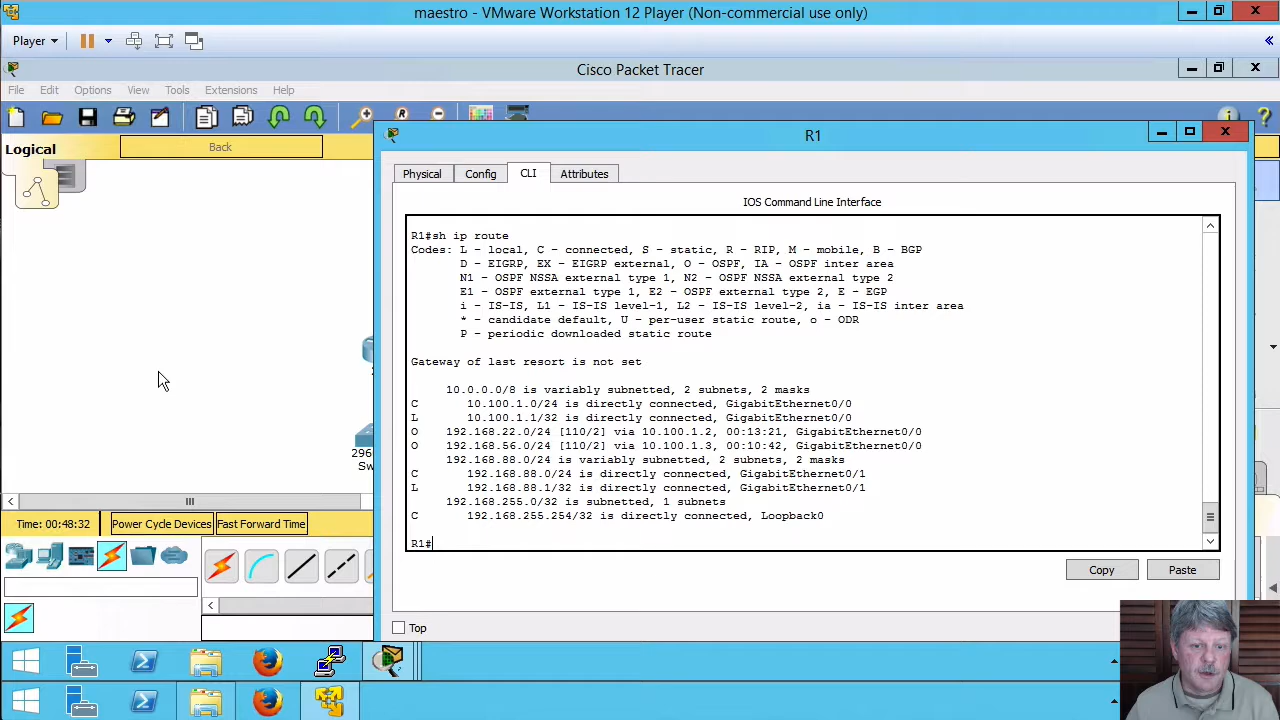 maestro - VMware Workstation 12 Player (Non-commercial use only)
Player
Cisco Packet Tracer
File Edit Options View Tools Extensions Help
Logical
Back
R1
Physical Config CLI Attributes
IOS Command Line Interface
R1#sh ip route
Codes: L - local, C - connected, S - static, R - RIP, M - mobile, B - BGP
D - EIGRP, EX - EIGRP external, O - OSPF, IA - OSPF inter area
N1 - OSPF NSSA external type 1, N2 - OSPF NSSA external type 2
E1 - OSPF external type 1, E2 - OSPF external type 2, E - EGP
i - IS-IS, L1 - IS-IS level-1, L2 - IS-IS level-2, ia - IS-IS inter area
* - candidate default, U - per-user static route, o - ODR
P - periodic downloaded static route
Gateway of last resort is not set
10.0.0.0/8 is variably subnetted, 2 subnets, 2 masks
C 10.100.1.0/24 is directly connected, GigabitEthernet0/0
L 10.100.1.1/32 is directly connected, GigabitEthernet0/0
O 192.168.22.0/24 [110/2] via 10.100.1.2, 00:13:21, GigabitEthernet0/0
O 192.168.56.0/24 [110/2] via 10.100.1.3, 00:10:42, GigabitEthernet0/0
192.168.88.0/24 is variably subnetted, 2 subnets, 2 masks
C 192.168.88.0/24 is directly connected, GigabitEthernet0/1
L 192.168.88.1/32 is directly connected, GigabitEthernet0/1
192.168.255.0/32 is subnetted, 1 subnets
C 192.168.255.254/32 is directly connected, Loopback0
R1#
296
Sw
Time: 00:48:32 Power Cycle Devices Fast Forward Time
Copy Paste
Top